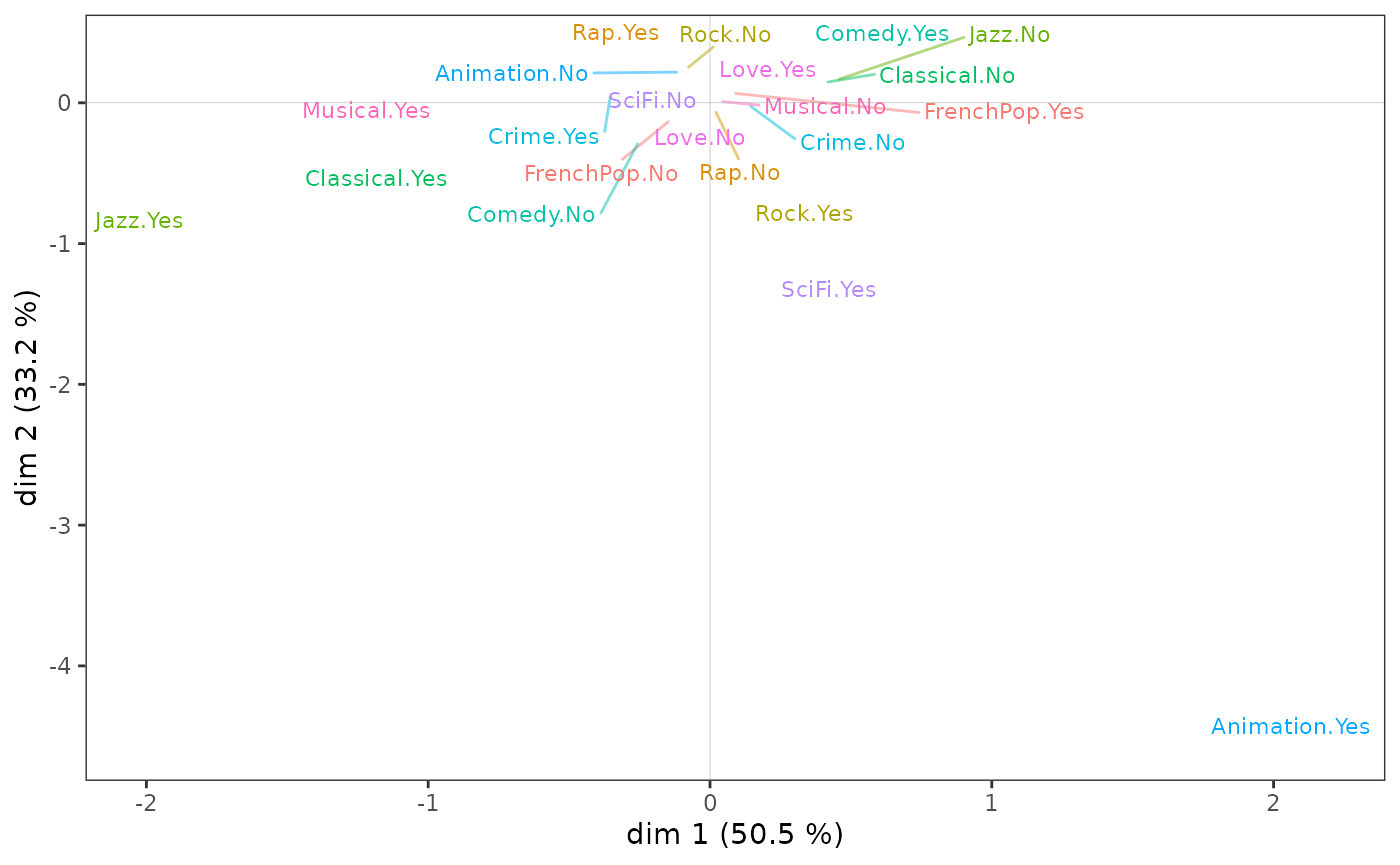 Rap.Yes
Rock.No
Comedy.Yes
Jazz.No
Animation.No
Love.Yes
Classical.No
Musical.Yes
SciFi.No
Musical.No
FrenchPop.Yes
Crime.Yes
Love.No
Crime.No
Classical.Yes
FrenchPop.No
Rap.No
Jazz.Yes
Comedy.No
Rock.Yes
SciFi.Yes
Animation.Yes
0
-1
-2
-3
-4
dim 2 (33.2 %)
-2 -1 0 1 2
dim 1 (50.5 %)